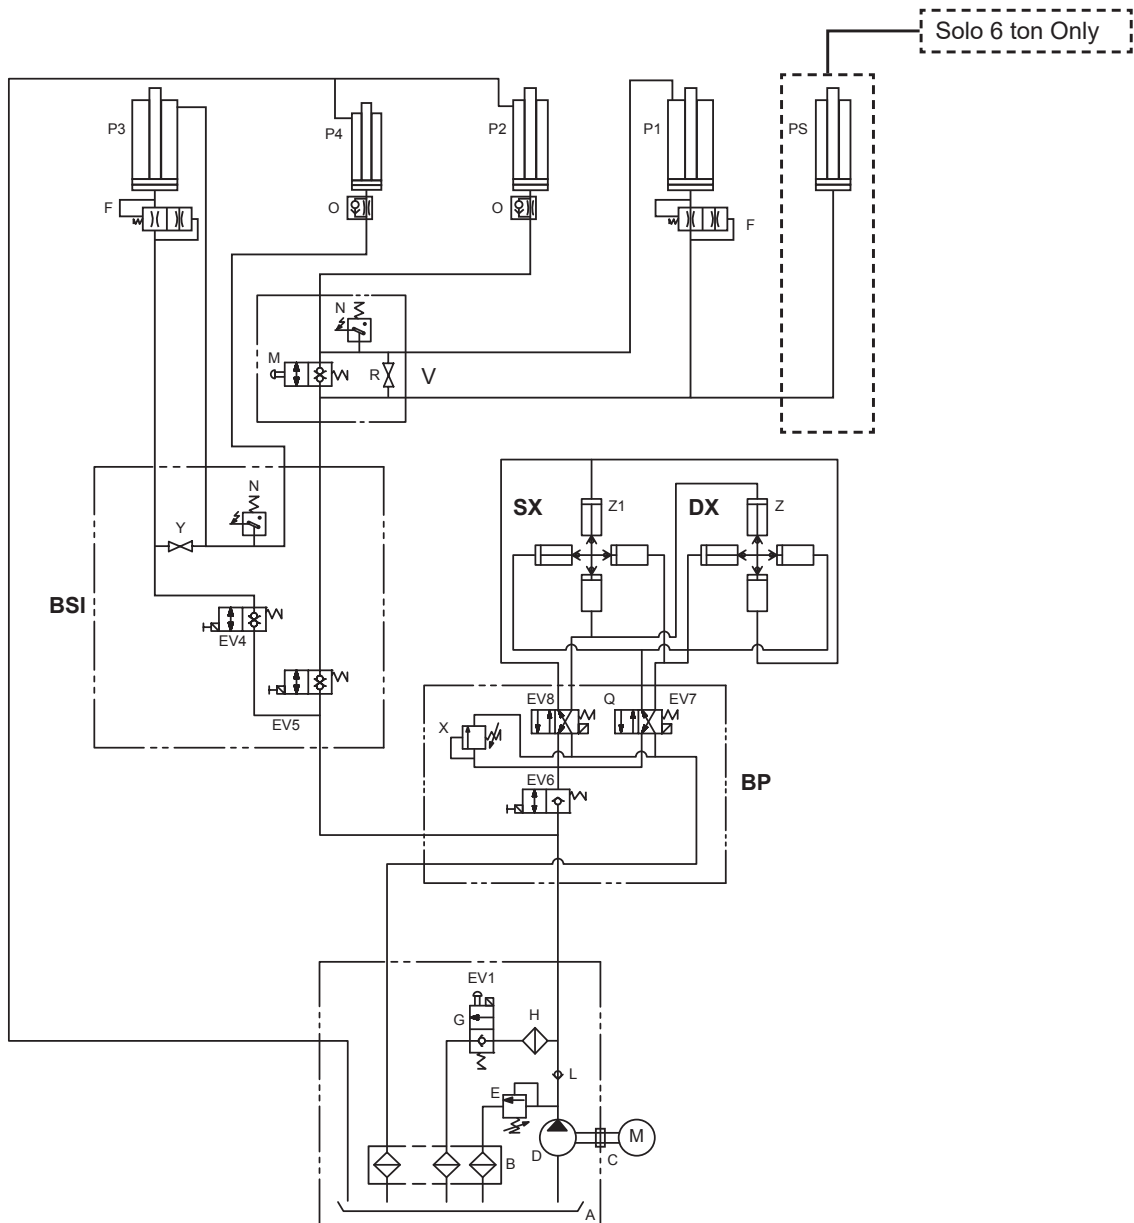 Solo 6 ton Only
P3
P4
P2
P1
PS
F
O
O
F
N
M
R
V
N
Y
SX
Z1
DX
Z
BSI
EV4
EV5
EV8
Q
EV7
X
EV6
BP
EV1
G
H
L
E
M
B
D
C
A